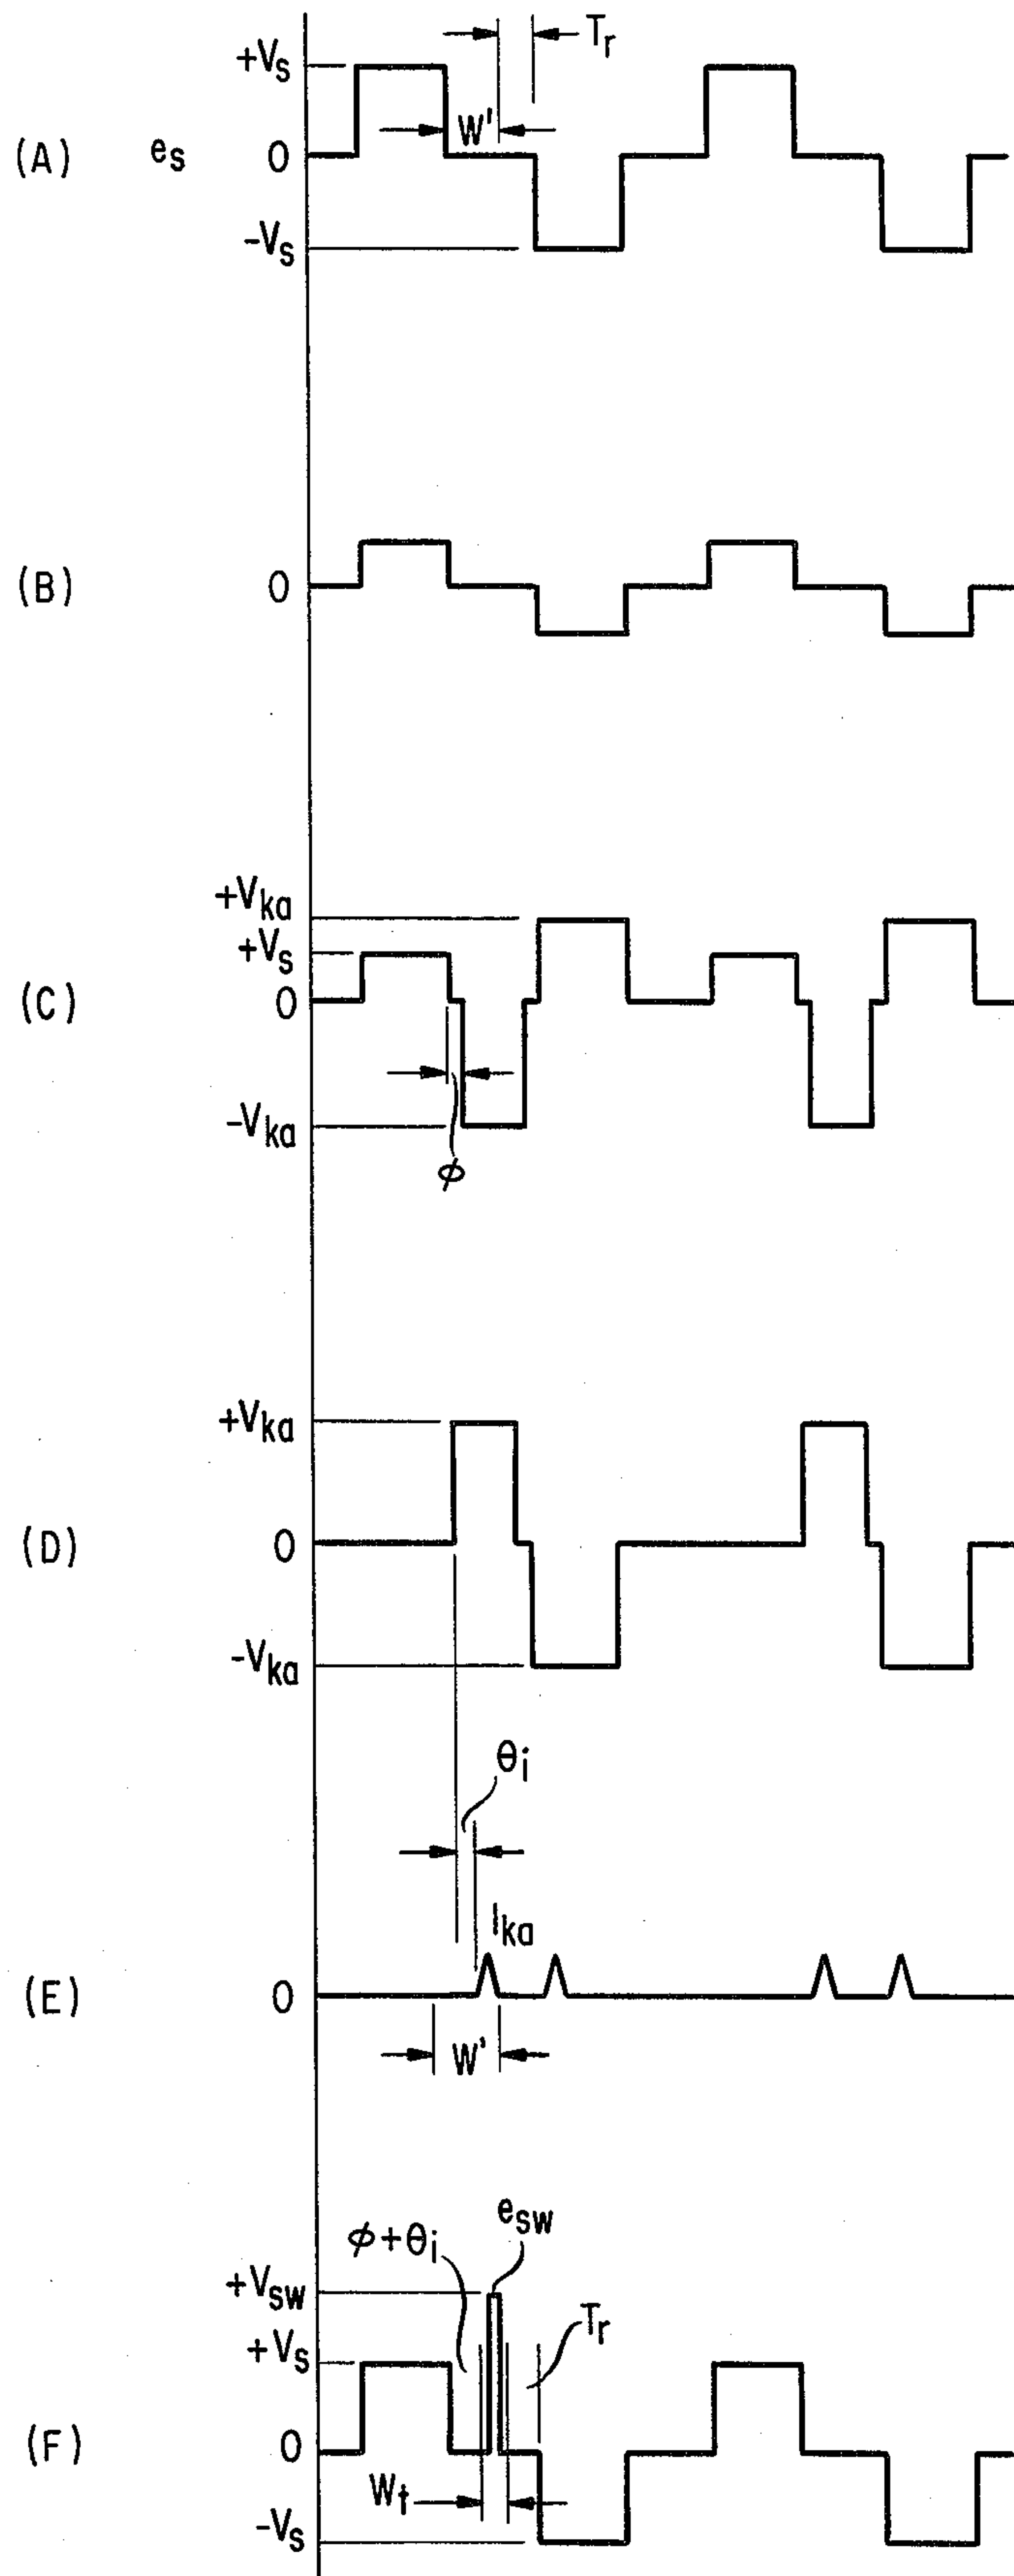 Tr
+Vs
W'
(A) es 0
-Vs
(B) 0
+Vka
+Vs
(C) 0
-Vka
φ
+Vka
(D) 0
-Vka
θi
Ika
(E) 0
W'
esw
φ+θi
+Vsw
Tr
+Vs
(F) 0
Wt
-Vs